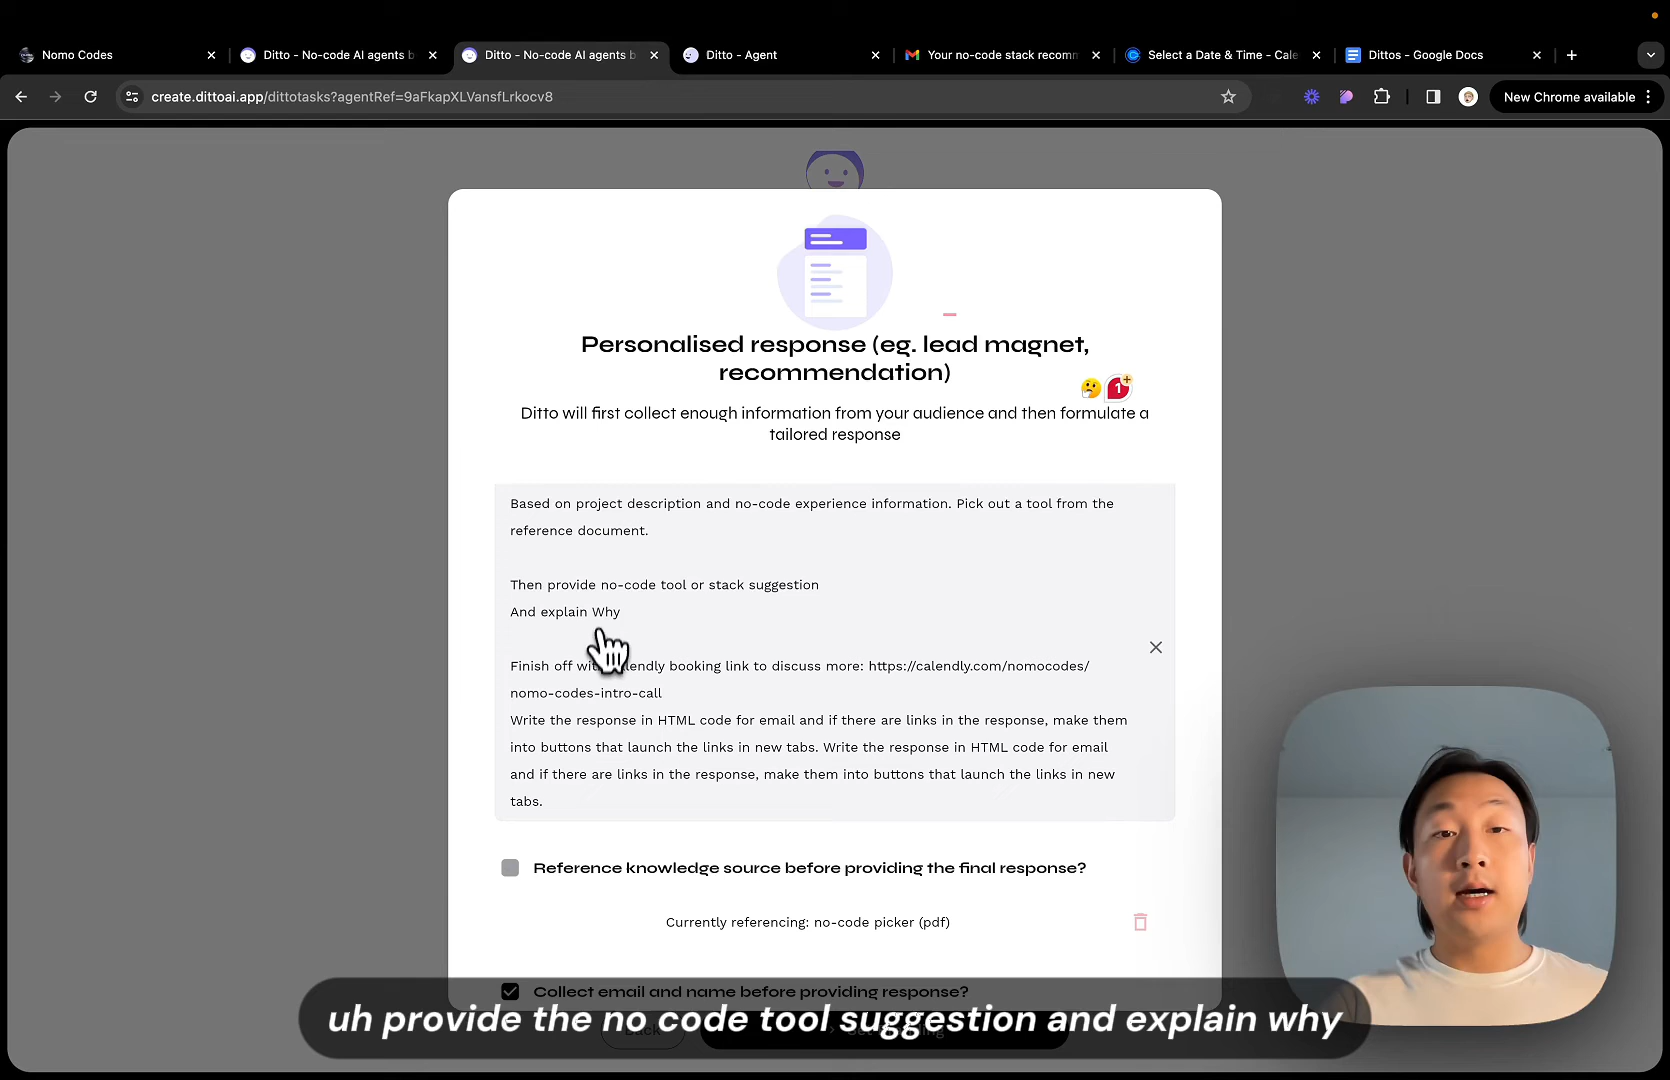 Nomo Codes
Ditto - No-code AI agents b
Ditto - No-code AI agents b
Ditto - Agent
Your no-code stack recomm
Select a Date & Time - Cale
Dittos - Google Docs
create.dittoai.app/dittotasks?agentRef=9aFkapXLVansfLrkocv8
New Chrome available
Personalised response (eg. lead magnet,
recommendation)
1
Ditto will first collect enough information from your audience and then formulate a
tailored response
Based on project description and no-code experience information. Pick out a tool from the
reference document.
Then provide no-code tool or stack suggestion
And explain Why
Finish off booking link to discuss more: https://calendly.com/nomocodes/
nomo-codes-intro-call
Write the response in HTML code for email and if there are links in the response, make them
into buttons that launch the links in new tabs. Write the response in HTML code for email
and if there are links in the response, make them into buttons that launch the links in new
tabs.
Reference knowledge source before providing the final response?
Currently referencing: no-code picker (pdf)
Collect email and name before providing response?
uh provide the no code tool suggestion and explain why